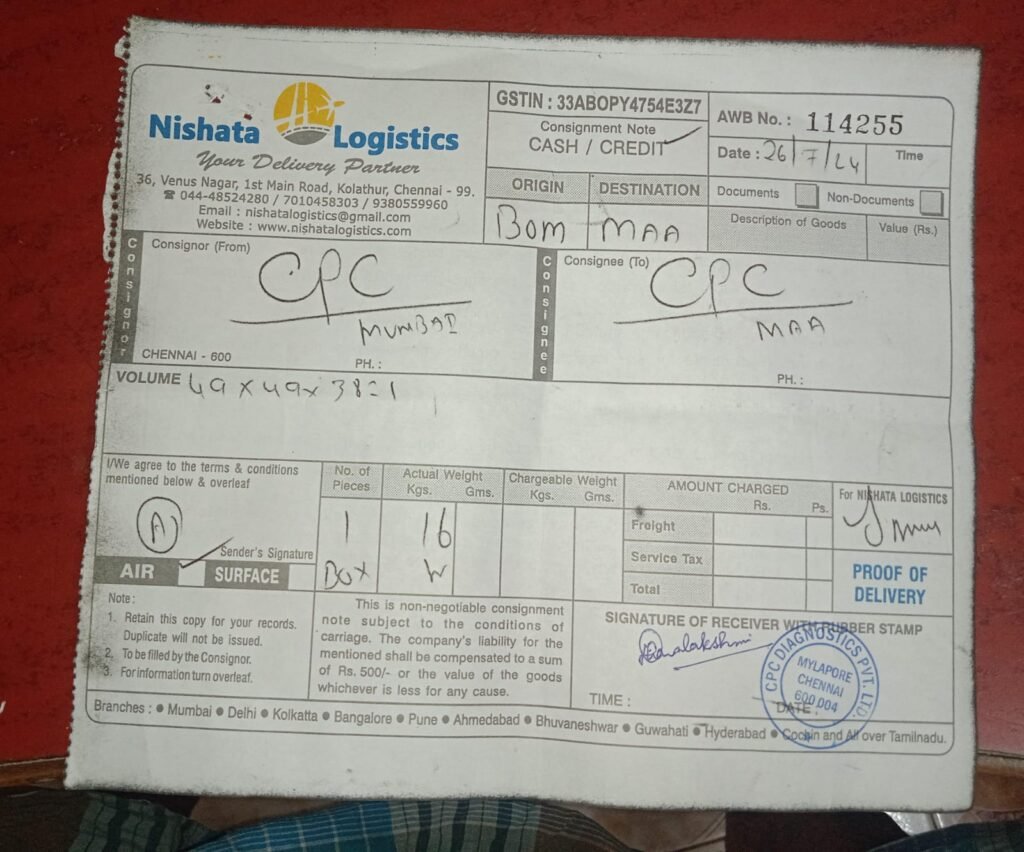 Nishata Logistics
Your Delivery Partner
36, Venus Nagar, 1st Main Road, Kolathur, Chennai - 99.
☎ 044-48524280 / 7010458303 / 9380559960
Email : nishatalogistics@gmail.com
Website : www.nishatalogistics.com
GSTIN : 33ABOPY4754E3Z7
Consignment Note
CASH / CREDIT
ORIGIN DESTINATION
BOM MAA
AWB No. : 114255
Date : 26/7/24 Time
Documents Non-Documents
Description of Goods Value (Rs.)
Consignor
Consignor (From)
CPC
MUMBAI
CHENNAI - 600 PH. :
Consignee
Consignee (To)
CPC
MAA
PH. :
VOLUME 49 x 49 x 38 = 1
I/We agree to the terms & conditions
mentioned below & overleaf
A
Sender's Signature
AIR SURFACE
No. of Pieces
1
Box
Actual Weight
Kgs. Gms.
16
W
Chargeable Weight
Kgs. Gms.
AMOUNT CHARGED
Rs. Ps.
Freight
Service Tax
Total
For NISHATA LOGISTICS
PROOF OF
DELIVERY
Note :
1. Retain this copy for your records.
Duplicate will not be issued.
2. To be filled by the Consignor.
3. For information turn overleaf.
This is non-negotiable consignment
note subject to the conditions of
carriage. The company's liability for the
mentioned shall be compensated to a sum
of Rs. 500/- or the value of the goods
whichever is less for any cause.
SIGNATURE OF RECEIVER WITH RUBBER STAMP
CPC DIAGNOSTICS PVT. LTD.
MYLAPORE
CHENNAI
600 004
TIME : DATE :
Branches : ● Mumbai ● Delhi ● Kolkatta ● Bangalore ● Pune ● Ahmedabad ● Bhuvaneshwar ● Guwahati ● Hyderabad ● Cochin and All over Tamilnadu.